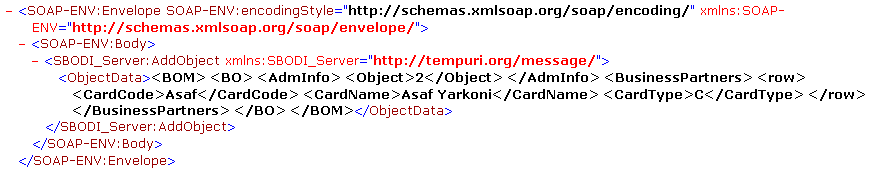 - <SOAP-ENV:Envelope SOAP-ENV:encodingStyle="http://schemas.xmlsoap.org/soap/encoding/" xmlns:SOAP-
ENV="http://schemas.xmlsoap.org/soap/envelope/">
- <SOAP-ENV:Body>
- <SBODI_Server:AddObject xmlns:SBODI_Server="http://tempuri.org/message/">
<ObjectData><BOM> <BO> <AdmInfo> <Object>2</Object> </AdmInfo> <BusinessPartners> <row>
<CardCode>Asaf</CardCode> <CardName>Asaf Yarkoni</CardName> <CardType>C</CardType> </row>
</BusinessPartners> </BO> </BOM></ObjectData>
</SBODI_Server:AddObject>
</SOAP-ENV:Body>
</SOAP-ENV:Envelope>